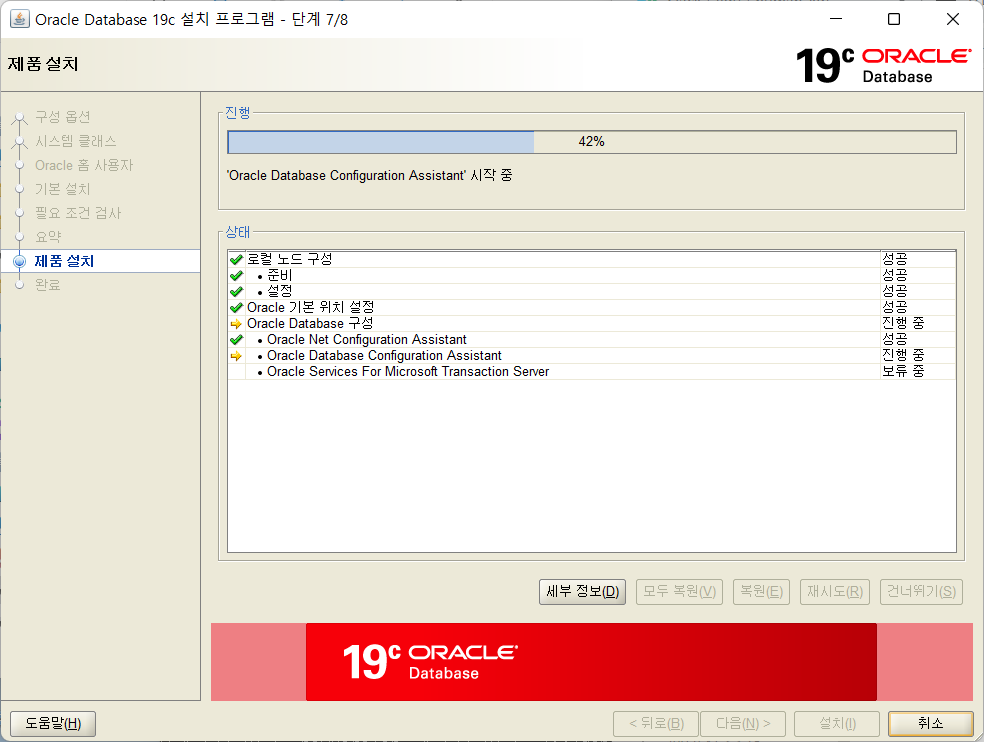 Oracle Database 19c 설치 프로그램 - 단계 7/8
제품 설치
19c ORACLE
Database
구성 옵션
시스템 클래스
Oracle 홈 사용자
기본 설치
필요 조건 검사
요약
제품 설치
완료
진행
42%
'Oracle Database Configuration Assistant' 시작 중
상태
로컬 노드 구성 성공
• 준비 성공
• 설정 성공
Oracle 기본 위치 설정 성공
Oracle Database 구성 진행 중
• Oracle Net Configuration Assistant 성공
• Oracle Database Configuration Assistant 진행 중
• Oracle Services For Microsoft Transaction Server 보류 중
세부 정보(D) 모두 복원(V) 복원(E) 재시도(R) 건너뛰기(S)
19c ORACLE
Database
도움말(H) < 뒤로(B) 다음(N) > 설치(I) 취소